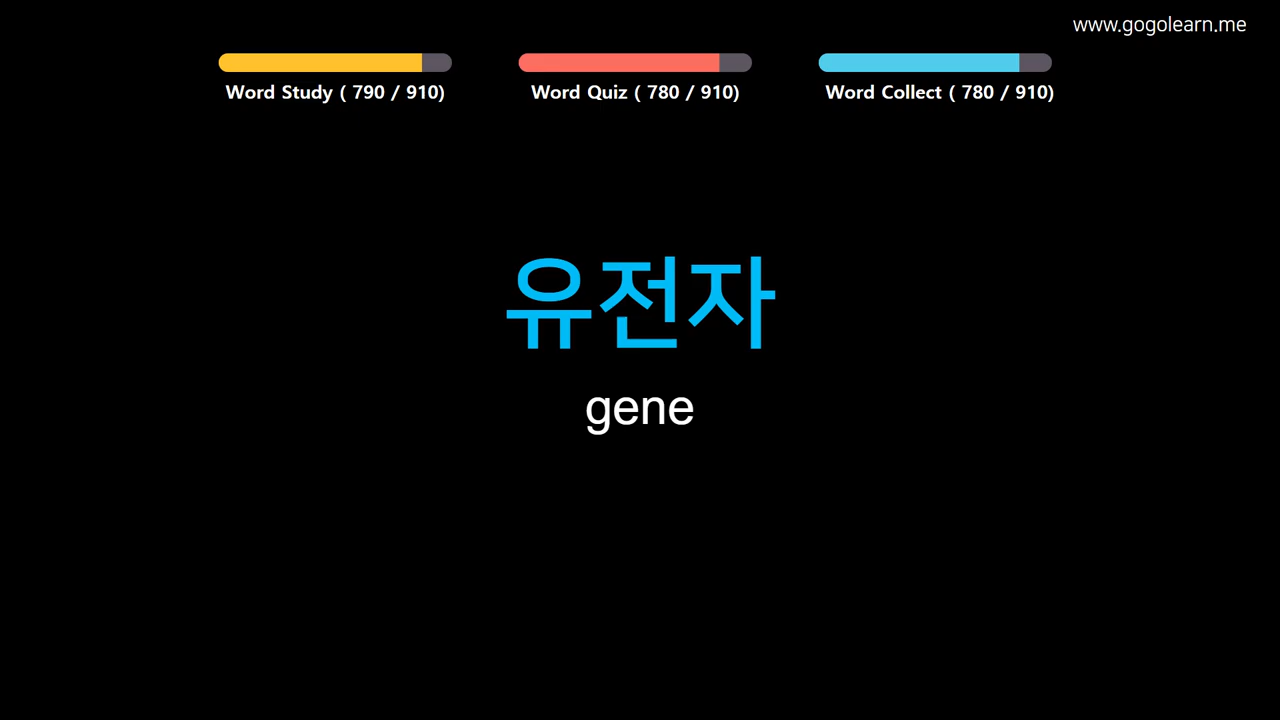 www.gogolearn.me
Word Study ( 790 / 910)
Word Quiz ( 780 / 910)
Word Collect ( 780 / 910)
유전자
gene